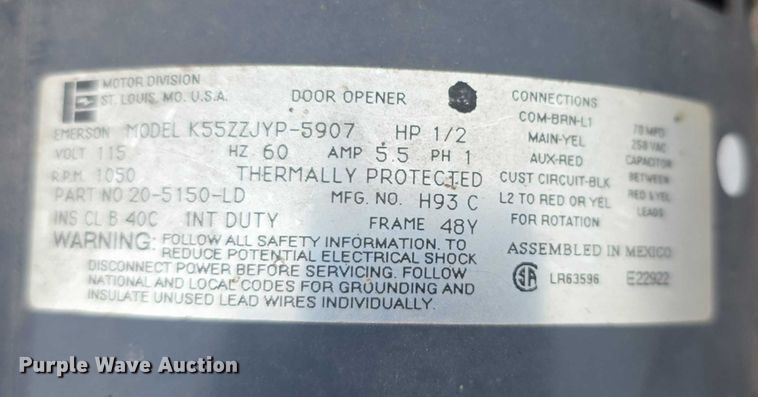 MOTOR DIVISION
ST. LOUIS, MO. U.S.A.
DOOR OPENER
EMERSON MODEL K55ZZJYP-5907 HP 1/2
VOLT 115 HZ 60 AMP 5.5 PH 1
R.P.M. 1050 THERMALLY PROTECTED
PART NO 20-5150-LD MFG. NO. H93 C
INS CL B 40C INT DUTY FRAME 48Y
WARNING: FOLLOW ALL SAFETY INFORMATION. TO
REDUCE POTENTIAL ELECTRICAL SHOCK
DISCONNECT POWER BEFORE SERVICING. FOLLOW
NATIONAL AND LOCAL CODES FOR GROUNDING AND
INSULATE UNUSED LEAD WIRES INDIVIDUALLY.
CONNECTIONS
COM-BRN-L1
MAIN-YEL
AUX-RED
CUST CIRCUIT-BLK
L2 TO RED OR YEL
FOR ROTATION
70 MFD
250 VAC
CAPACITOR
BETWEEN
RED & YEL
LEADS
ASSEMBLED IN MEXICO
LR63596 E22922
Purple Wave Auction